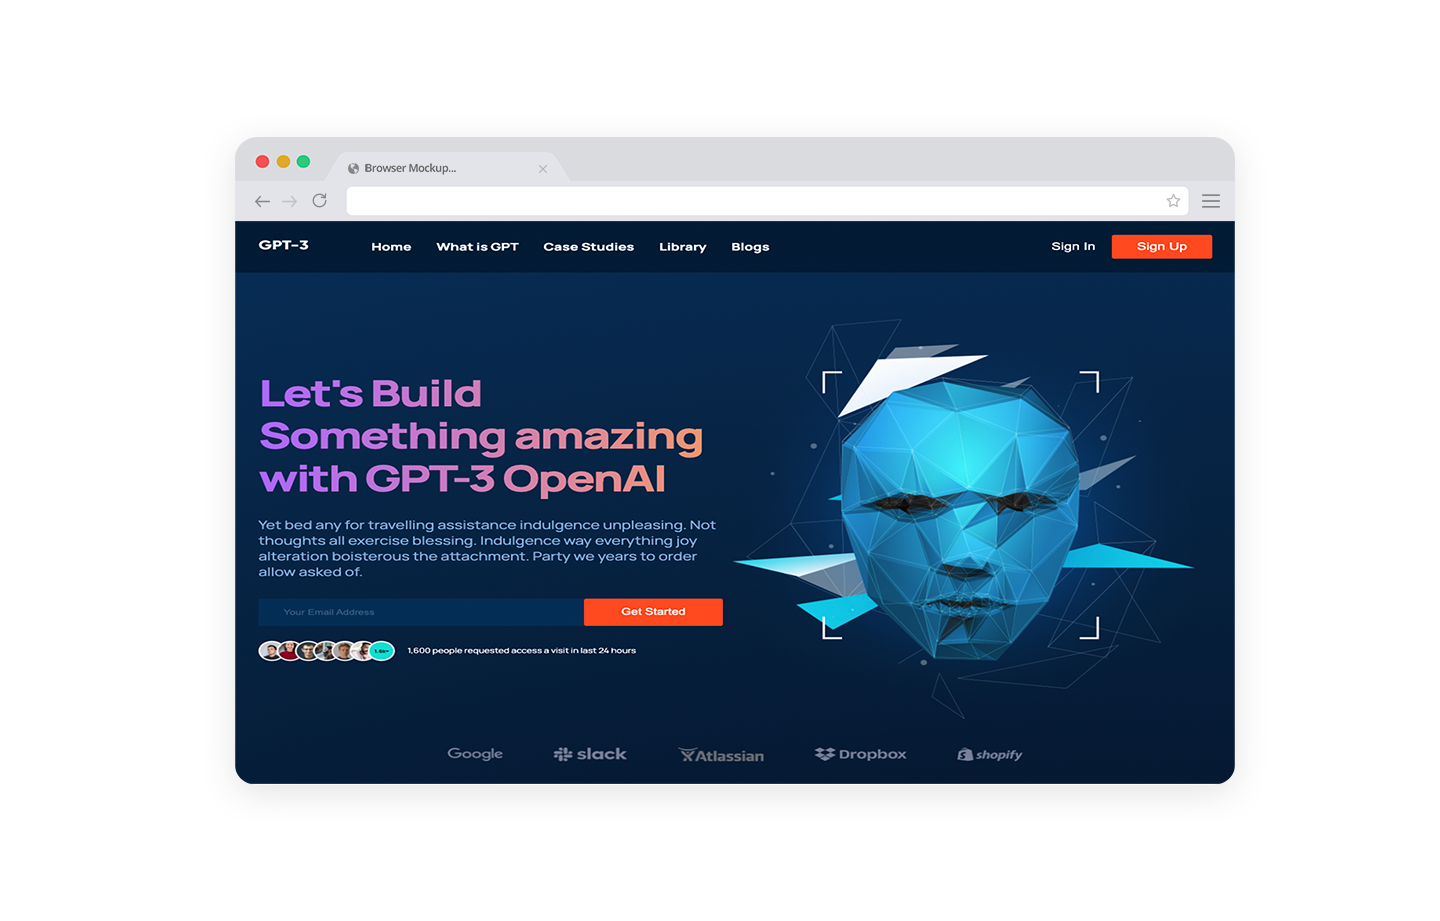 Browser Mockup...
GPT-3 Home What is GPT Case Studies Library Blogs Sign In Sign Up
Let's Build
Something amazing
with GPT-3 OpenAI
Yet bed any for travelling assistance indulgence unpleasing. Not
thoughts all exercise blessing. Indulgence way everything joy
alteration boisterous the attachment. Party we years to order
allow asked of.
Your Email Address Get Started
1.6k+ 1,600 people requested access a visit in last 24 hours
Google slack Atlassian Dropbox shopify